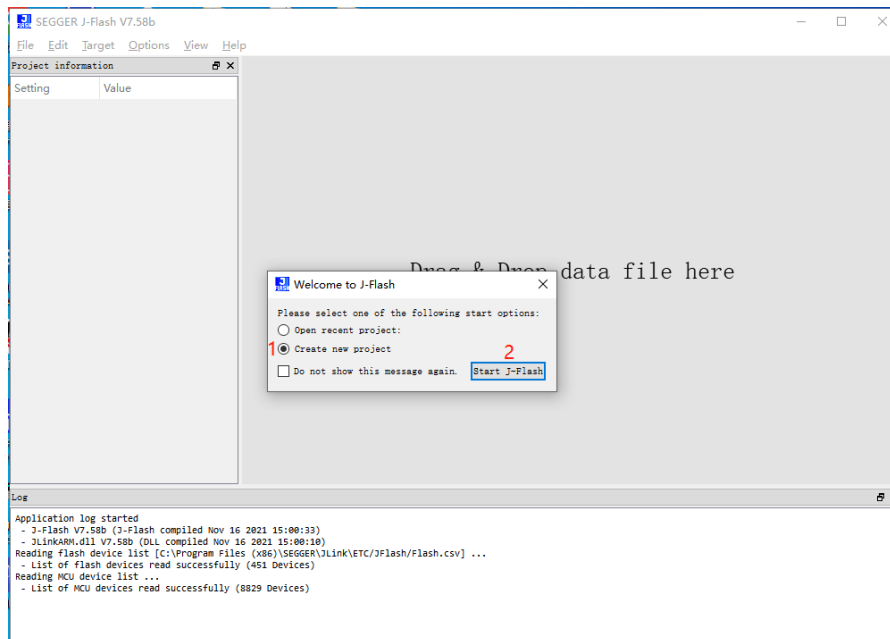 SEGGER J-Flash V7.58b
File Edit Target Options View Help
Project information
Setting Value
Drag & Drop data file here
Welcome to J-Flash
Please select one of the following start options:
Open recent project:
1 Create new project
2
Do not show this message again. Start J-Flash
Log
Application log started
- J-Flash V7.58b (J-Flash compiled Nov 16 2021 15:00:33)
- JLinkARM.dll V7.58b (DLL compiled Nov 16 2021 15:00:10)
Reading flash device list [C:\Program Files (x86)\SEGGER\JLink\ETC/JFlash/Flash.csv] ...
- List of flash devices read successfully (451 Devices)
Reading MCU device list ...
- List of MCU devices read successfully (8829 Devices)